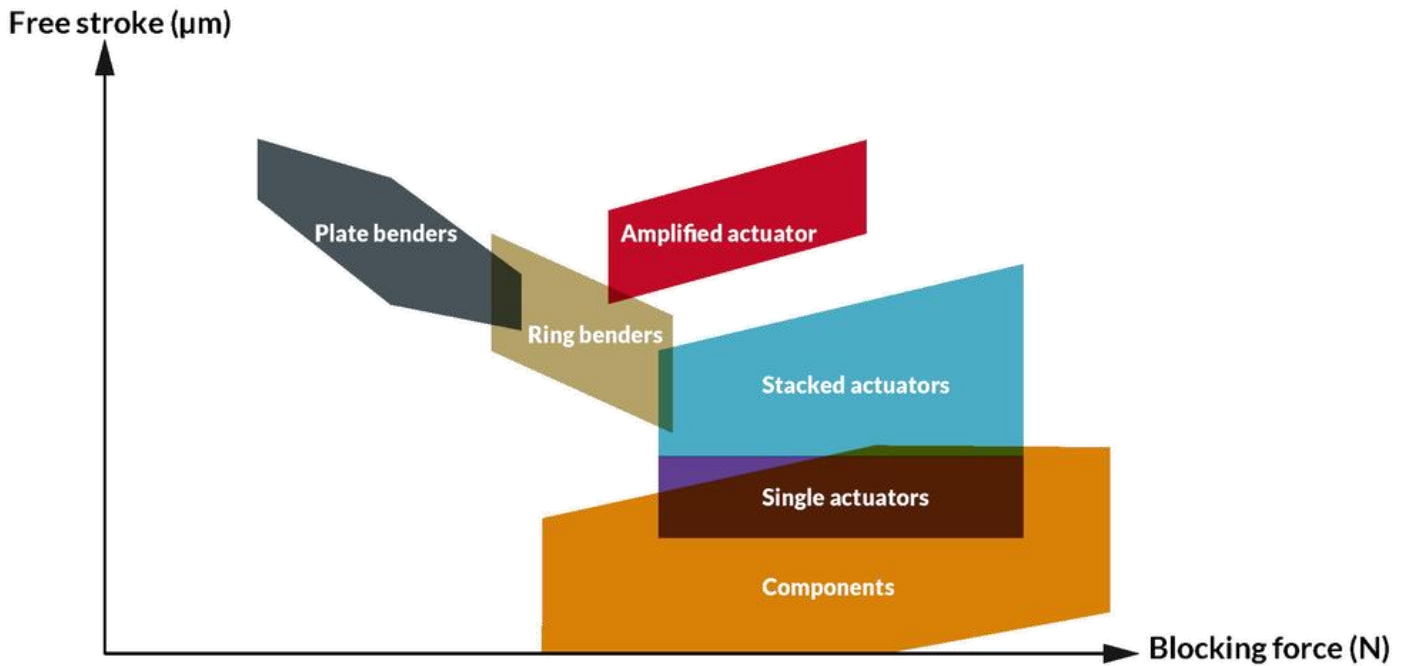 Free stroke (µm)
Plate benders
Amplified actuator
Ring benders
Stacked actuators
Single actuators
Components
Blocking force (N)